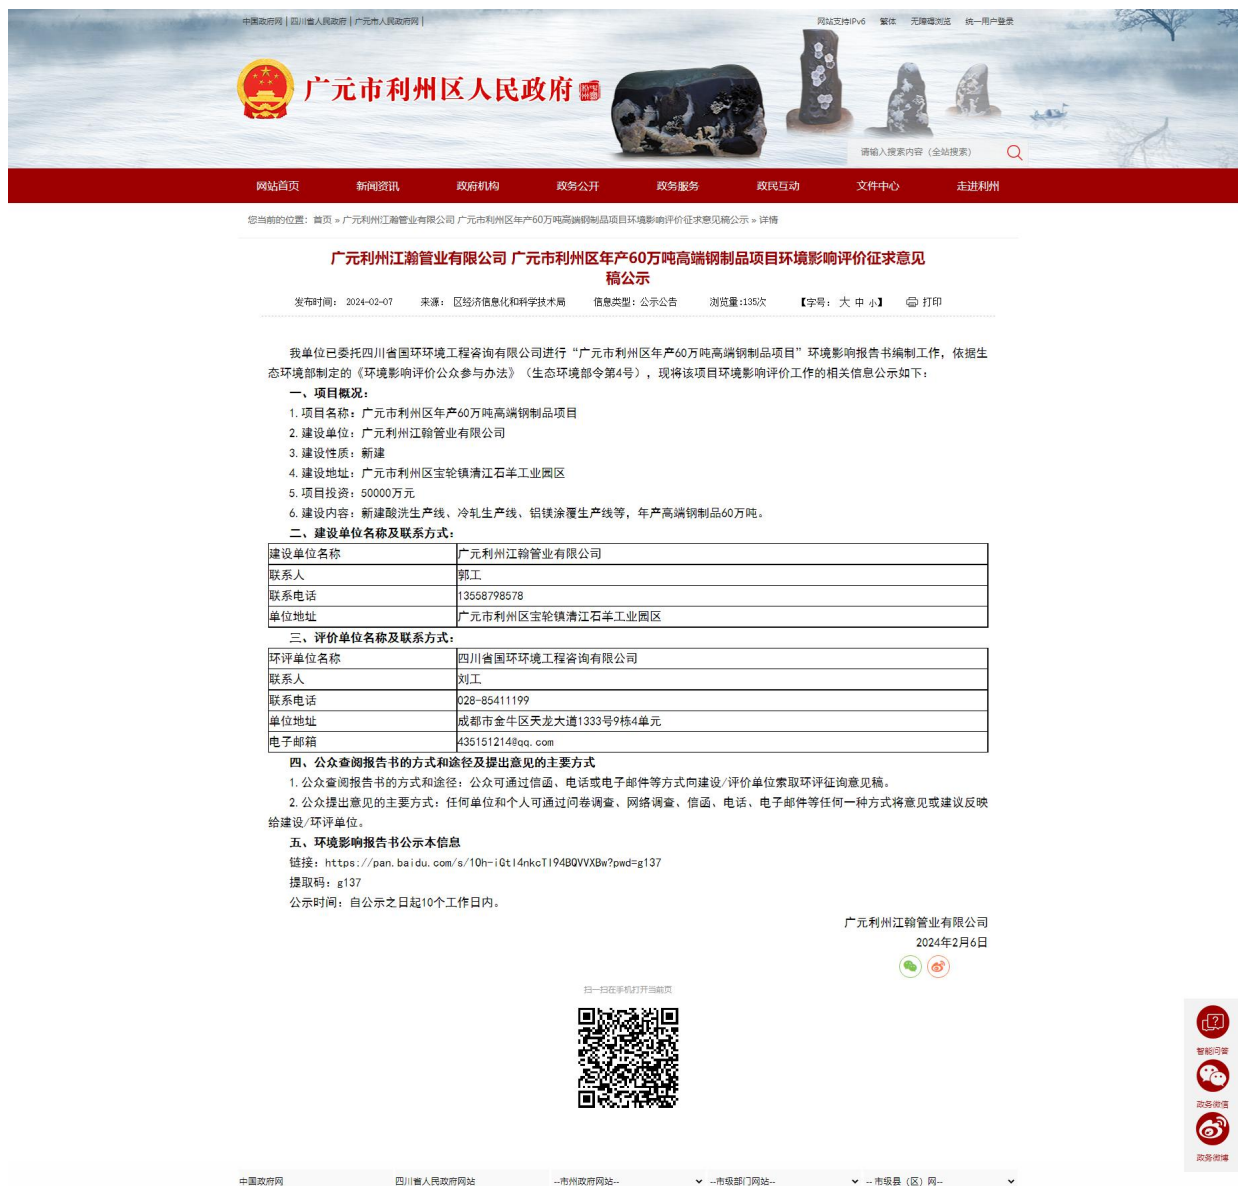 中国政府网 | 四川省人民政府 | 广元市人民政府网 |
网站支持IPv6 繁体 无障碍浏览 统一用户登录
广元市利州区人民政府
请输入搜索内容（全站搜索）
网站首页 新闻资讯 政府机构 政务公开 政务服务 政民互动 文件中心 走进利州
您当前的位置：首页 » 广元利州江瀚管业有限公司 广元市利州区年产60万吨高端钢制品项目环境影响评价征求意见稿公示 » 详情
广元利州江瀚管业有限公司 广元市利州区年产60万吨高端钢制品项目环境影响评价征求意见
稿公示
发布时间： 2024-02-07 来源： 区经济信息化和科学技术局 信息类型：公示公告 浏览量:135次 【字号： 大 中 小】 打印
我单位已委托四川省国环环境工程咨询有限公司进行“广元市利州区年产60万吨高端钢制品项目”环境影响报告书编制工作，依据生
态环境部制定的《环境影响评价公众参与办法》（生态环境部令第4号），现将该项目环境影响评价工作的相关信息公示如下：
一、项目概况：
1.项目名称：广元市利州区年产60万吨高端钢制品项目
2.建设单位：广元利州江翰管业有限公司
3.建设性质：新建
4.建设地址：广元市利州区宝轮镇清江石羊工业园区
5.项目投资：50000万元
6.建设内容：新建酸洗生产线、冷轧生产线、铝镁涂覆生产线等，年产高端钢制品60万吨。
二、建设单位名称及联系方式：
建设单位名称 广元利州江翰管业有限公司
联系人 郭工
联系电话 13558798578
单位地址 广元市利州区宝轮镇清江石羊工业园区
三、评价单位名称及联系方式：
环评单位名称 四川省国环环境工程咨询有限公司
联系人 刘工
联系电话 028-85411199
单位地址 成都市金牛区天龙大道1333号9栋4单元
电子邮箱 435151214@qq.com
四、公众查阅报告书的方式和途径及提出意见的主要方式
1.公众查阅报告书的方式和途径：公众可通过信函、电话或电子邮件等方式向建设/评价单位索取环评征询意见稿。
2.公众提出意见的主要方式：任何单位和个人可通过问卷调查、网络调查、信函、电话、电子邮件等任何一种方式将意见或建议反映
给建设/环评单位。
五、环境影响报告书公示本信息
链接：https://pan.baidu.com/s/10h-iGtI4nkcTI94BQVVXBw?pwd=g137
提取码：g137
公示时间：自公示之日起10个工作日内。
广元利州江翰管业有限公司
2024年2月6日
扫一扫在手机打开当前页
智能问答
政务微信
政务微博
中国政府网 四川省人民政府网站 --市州政府网站-- --市级部门网站-- -- 市级县（区）网--